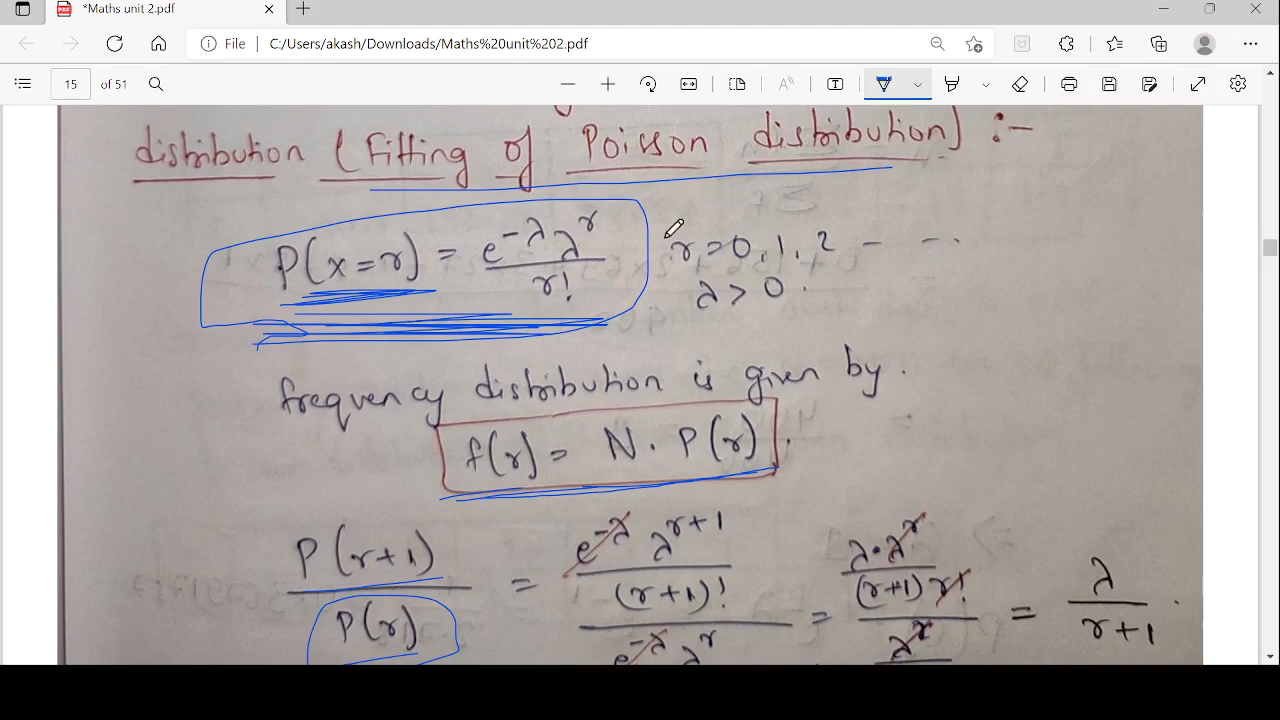 *Maths unit 2.pdf
File C:/Users/akash/Downloads/Maths%20unit%202.pdf
15 of 51
distribution (Fitting of Poisson distribution) :-
P(x=r) = e^-λ λ^r / r! r=0,1,2 - - .
λ > 0.
frequency distribution is given by.
f(r) = N. P(r).
P(r+1) / P(r) = e^-λ λ^r+1 / (r+1)! / e^-λ λ^r = λ.λ^r / (r+1) r! / λ^r = λ / r+1 .